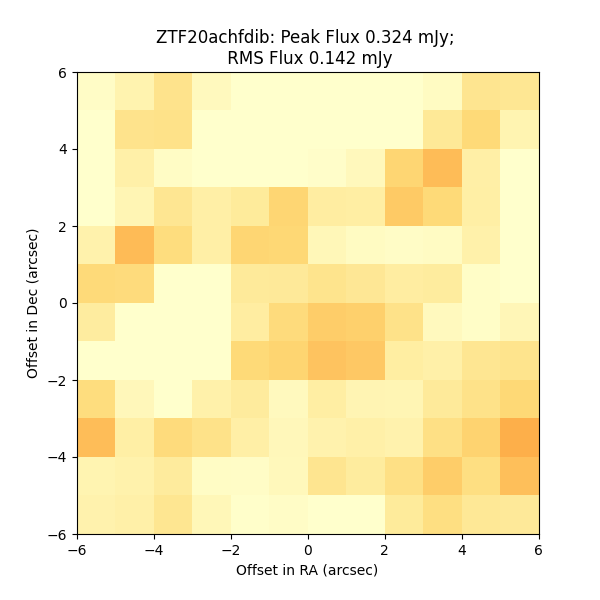 ZTF20achfdib: Peak Flux 0.324 mJy;
RMS Flux 0.142 mJy
6
4
2
0
−2
−4
−6
Offset in Dec (arcsec)
−6 −4 −2 0 2 4 6
Offset in RA (arcsec)